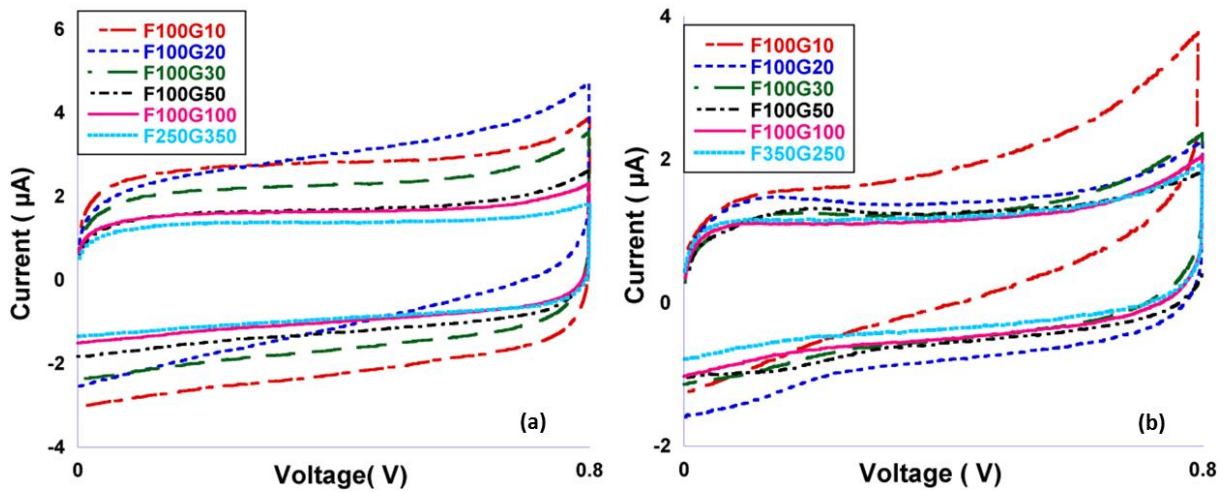 6
4
2
0
-2
-4
Current ( µA)
F100G10
F100G20
F100G30
F100G50
F100G100
F250G350
(a)
0
0.8
Voltage( V)
4
2
0
-2
Current ( µA)
F100G10
F100G20
F100G30
F100G50
F100G100
F350G250
(b)
0
0.8
Voltage ( V)